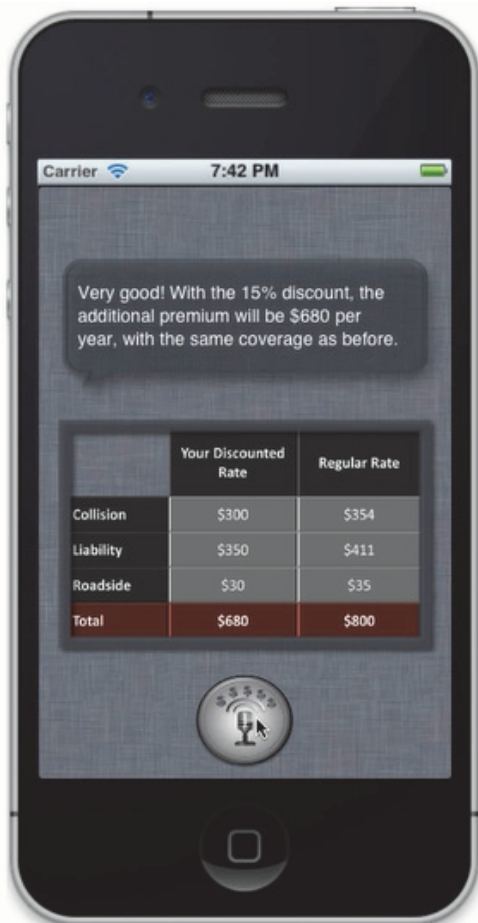 Carrier 7:42 PM
Very good! With the 15% discount, the
additional premium will be $680 per
year, with the same coverage as before.
Your Discounted
Rate
Regular Rate
Collision $300 $354
Liability $350 $411
Roadside $30 $35
Total $680 $800